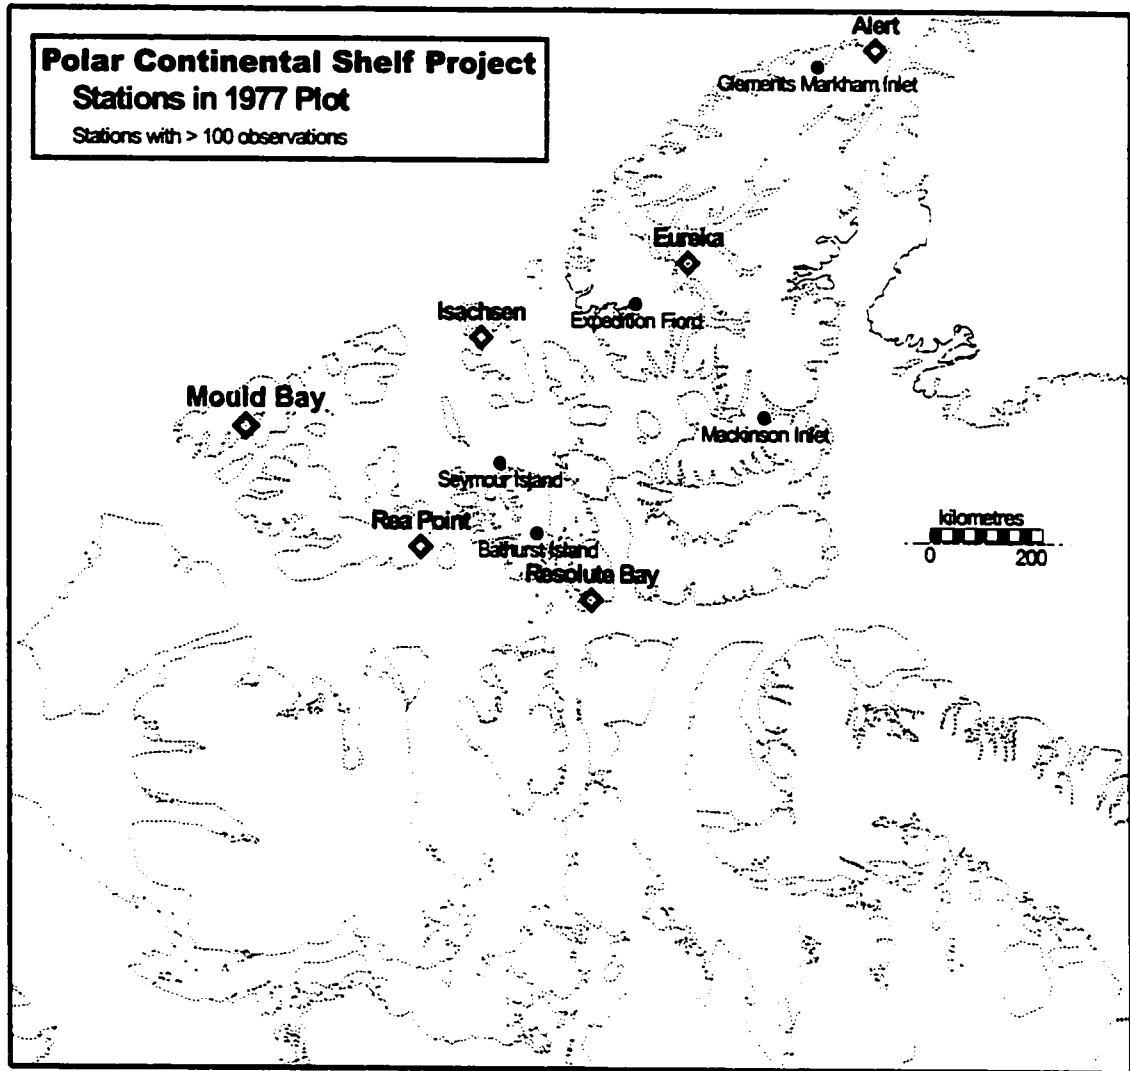 Polar Continental Shelf Project
Stations in 1977 Plot
Stations with > 100 observations
Alert
Clements Markham Inlet
Eureka
Expedition Fiord
Isachsen
Mould Bay
Mackinson Inlet
Seymour Island
Rea Point
Bathurst Island
Resolute Bay
kilometres
0 200